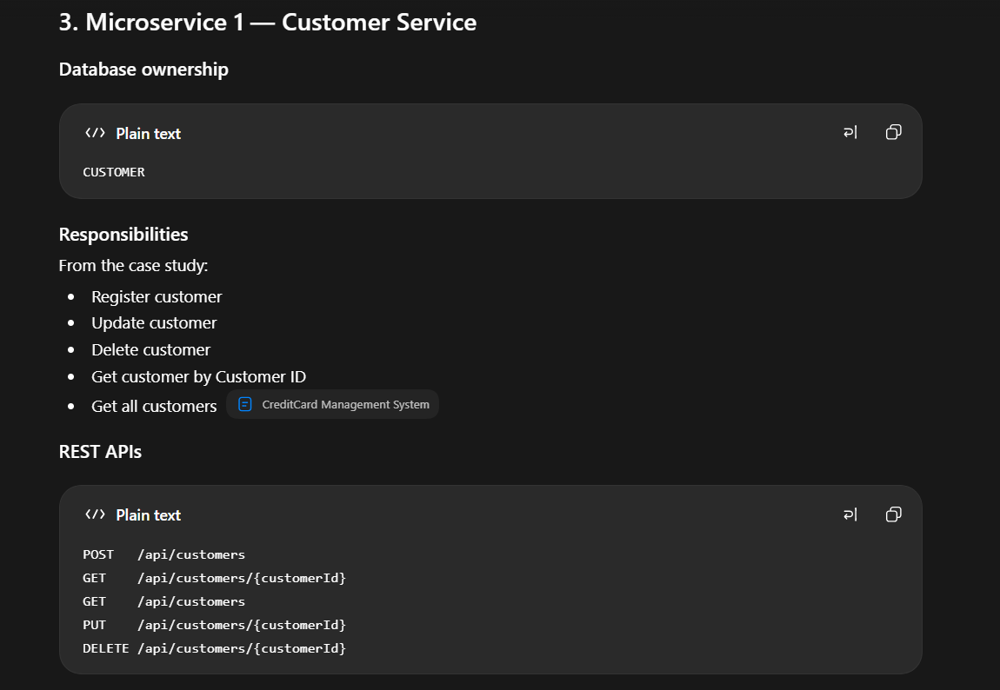 3. Microservice 1 — Customer Service
Database ownership
</> Plain text
CUSTOMER
Responsibilities
From the case study:
• Register customer
• Update customer
• Delete customer
• Get customer by Customer ID
• Get all customers CreditCard Management System
REST APIs
</> Plain text
POST /api/customers
GET /api/customers/{customerId}
GET /api/customers
PUT /api/customers/{customerId}
DELETE /api/customers/{customerId}